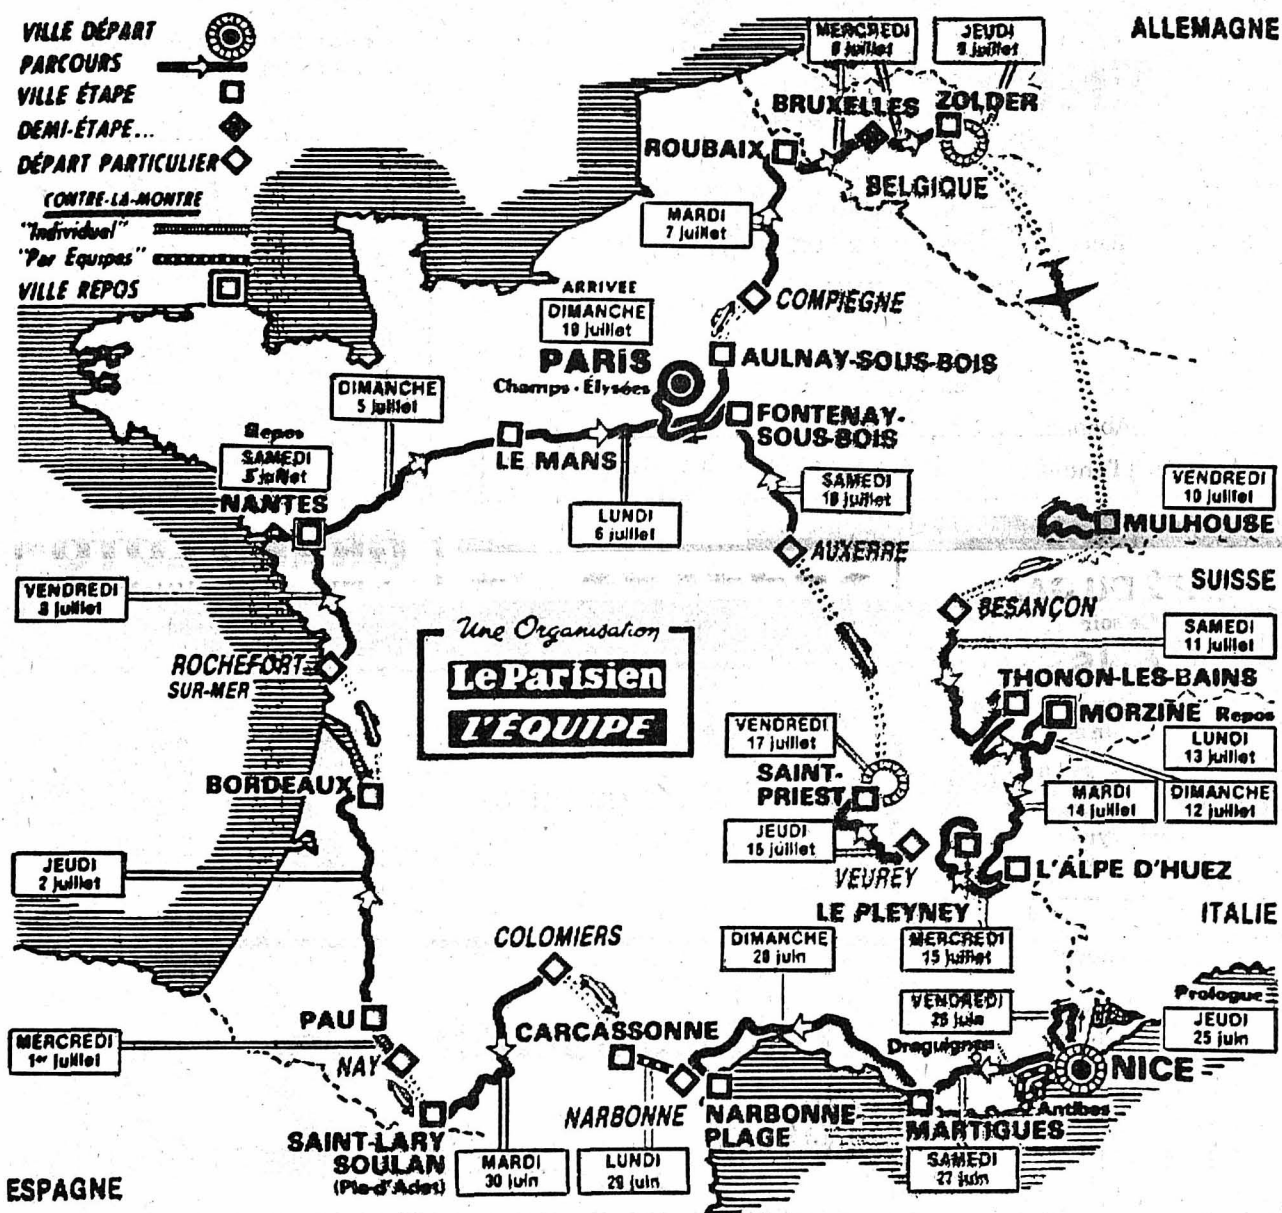 VILLE DÉPART
PARCOURS
VILLE ÉTAPE
DEMI-ÉTAPE...
DÉPART PARTICULIER
CONTRE-LA-MONTRE
"Individuel"
"Par Equipes"
VILLE REPOS
MERCREDI
8 juillet
JEUDI
9 juillet
ALLEMAGNE
BRUXELLES
ZOLDER
ROUBAIX
BELGIQUE
MARDI
7 juillet
COMPIÈGNE
ARRIVÉE
DIMANCHE
19 juillet
PARIS
Champs-Élysées
AULNAY-SOUS-BOIS
FONTENAY-
SOUS-BOIS
DIMANCHE
5 juillet
LE MANS
Repos
SAMEDI
juillet
NANTES
LUNDI
6 juillet
SAMEDI
18 juillet
AUXERRE
VENDREDI
10 juillet
MULHOUSE
SUISSE
BESANÇON
SAMEDI
11 juillet
VENDREDI
3 juillet
ROCHEFORT
SUR-MER
Une Organisation
Le Parisien
L'ÉQUIPE
THONON-LES-BAINS
MORZINE Repos
LUNDI
13 juillet
VENDREDI
17 juillet
SAINT-
PRIEST
MARDI
14 juillet
DIMANCHE
12 juillet
BORDEAUX
JEUDI
16 juillet
VEUREY
L'ALPE D'HUEZ
LE PLEYNEY
JEUDI
2 juillet
ITALIE
COLOMIERS
DIMANCHE
28 juin
MERCREDI
15 juillet
VENDREDI
26 juin
Prologue
JEUDI
25 juin
PAU
CARCASSONNE
Draguignan
NICE
MERCREDI
1er juillet
NAY
NARBONNE
NARBONNE-
PLAGE
Antibes
MARTIGUES
SAINT-LARY
SOULAN
(Pla-d'Adet)
MARDI
30 juin
LUNDI
29 juin
SAMEDI
27 juin
ESPAGNE